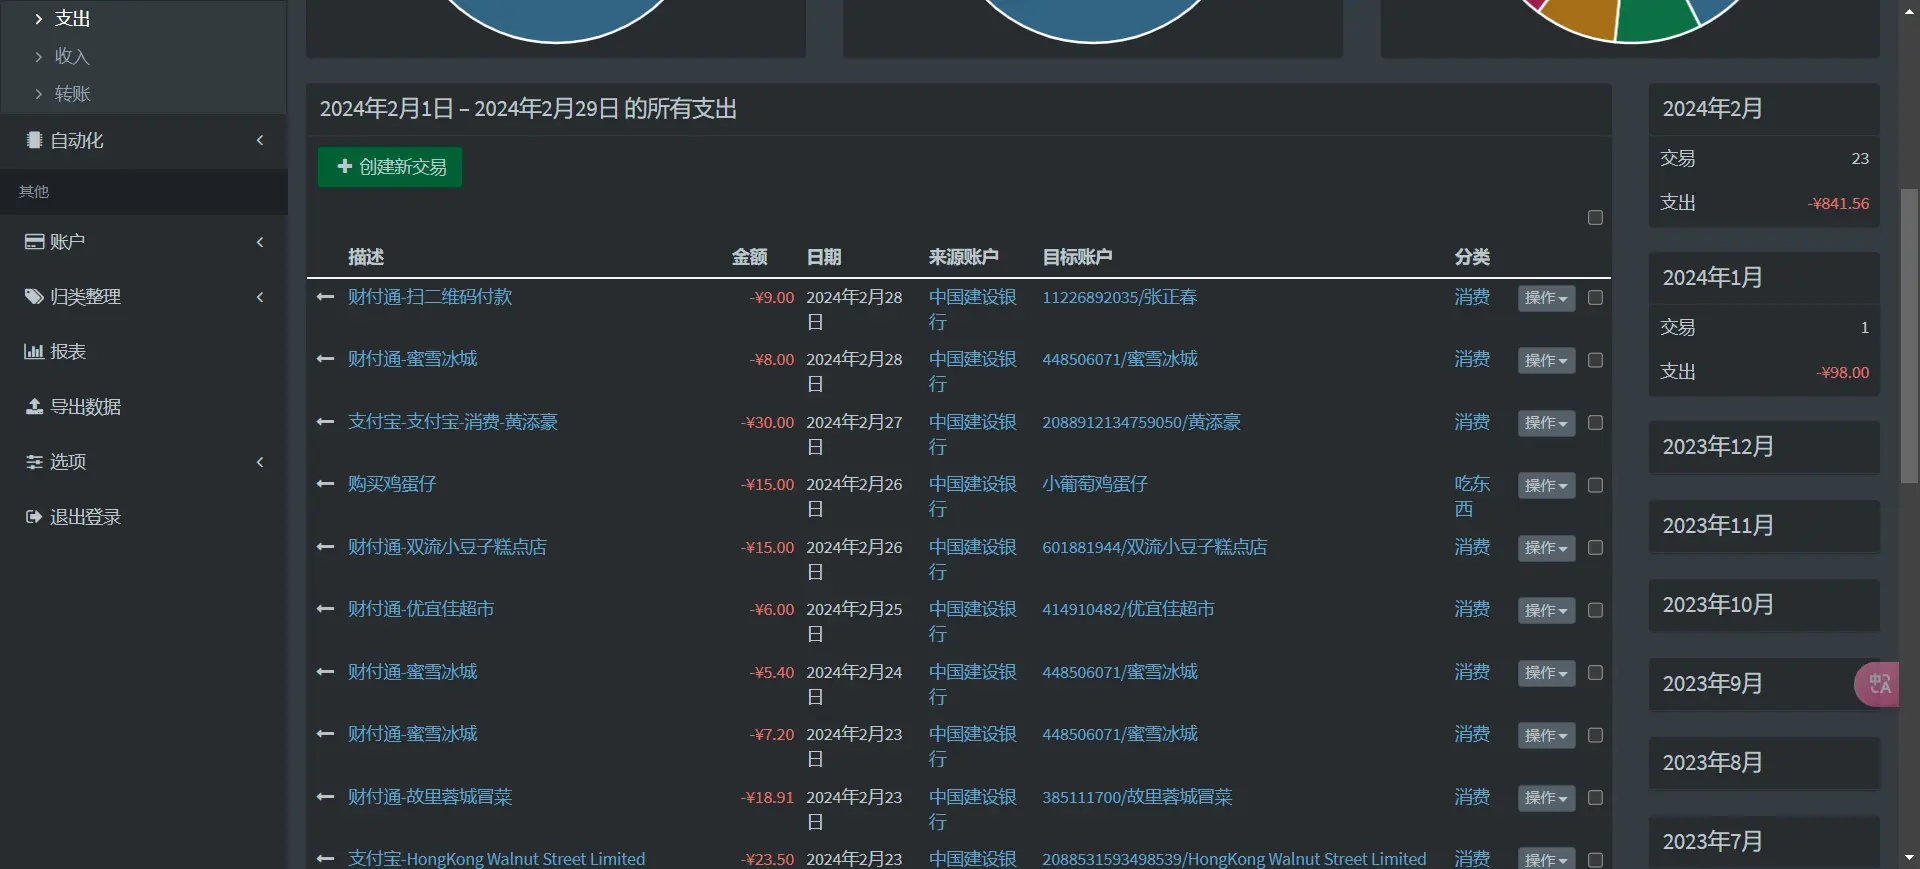 支出
收入
转账
自动化
其他
账户
归类整理
报表
导出数据
选项
退出登录
2024年2月1日 – 2024年2月29日 的所有支出
创建新交易
描述 金额 日期 来源账户 目标账户 分类
财付通-扫二维码付款 -¥9.00 2024年2月28 中国建设银 11226892035/张正春 消费 操作
日 行
财付通-蜜雪冰城 -¥8.00 2024年2月28 中国建设银 448506071/蜜雪冰城 消费 操作
日 行
支付宝-支付宝-消费-黄添豪 -¥30.00 2024年2月27 中国建设银 2088912134759050/黄添豪 消费 操作
日 行
购买鸡蛋仔 -¥15.00 2024年2月26 中国建设银 小葡萄鸡蛋仔 吃东 操作
日 行 西
财付通-双流小豆子糕点店 -¥15.00 2024年2月26 中国建设银 601881944/双流小豆子糕点店 消费 操作
日 行
财付通-优宜佳超市 -¥6.00 2024年2月25 中国建设银 414910482/优宜佳超市 消费 操作
日 行
财付通-蜜雪冰城 -¥5.40 2024年2月24 中国建设银 448506071/蜜雪冰城 消费 操作
日 行
财付通-蜜雪冰城 -¥7.20 2024年2月23 中国建设银 448506071/蜜雪冰城 消费 操作
日 行
财付通-故里蓉城冒菜 -¥18.91 2024年2月23 中国建设银 385111700/故里蓉城冒菜 消费 操作
日 行
支付宝-HongKong Walnut Street Limited -¥23.50 2024年2月23 中国建设银 2088531593498539/HongKong Walnut Street Limited 消费 操作
2024年2月
交易 23
支出 -¥841.56
2024年1月
交易 1
支出 -¥98.00
2023年12月
2023年11月
2023年10月
2023年9月
中A
2023年8月
2023年7月